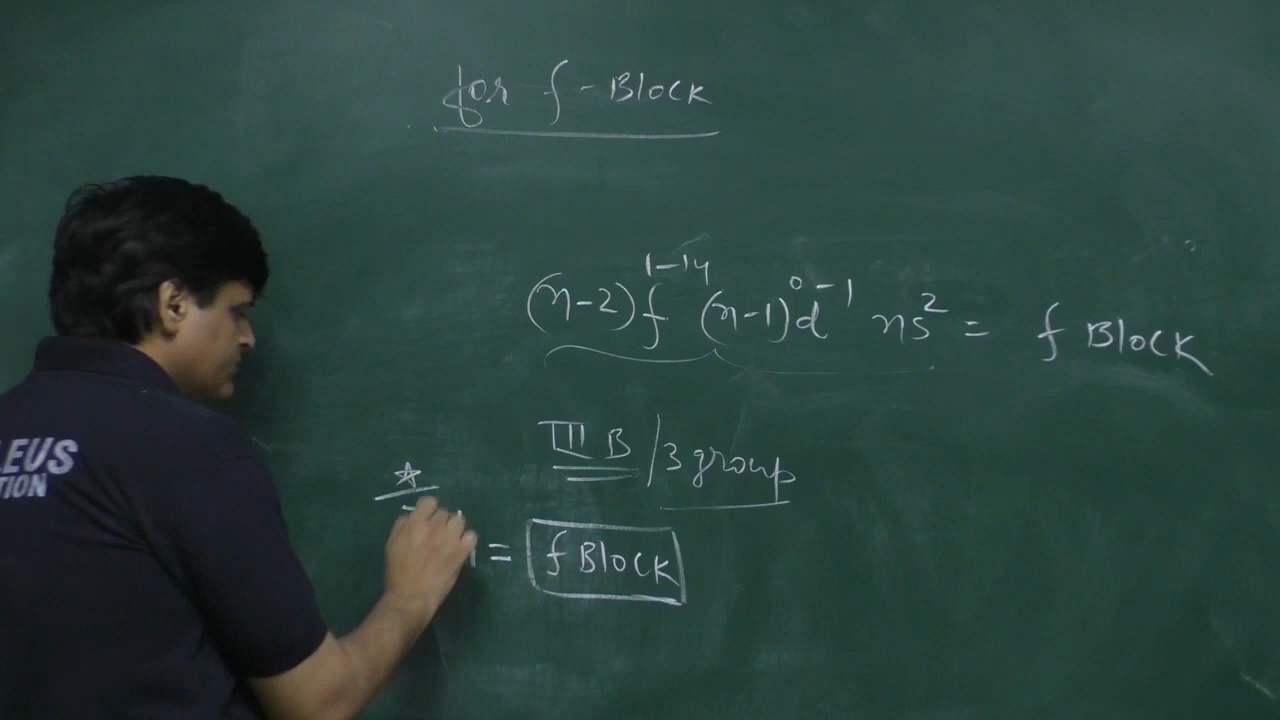 for f-Block
(n-2)f¹⁻¹⁴ (n-1)d⁰⁻¹ ns² = f Block
III B / 3 group
= f Block
LEUS
TION